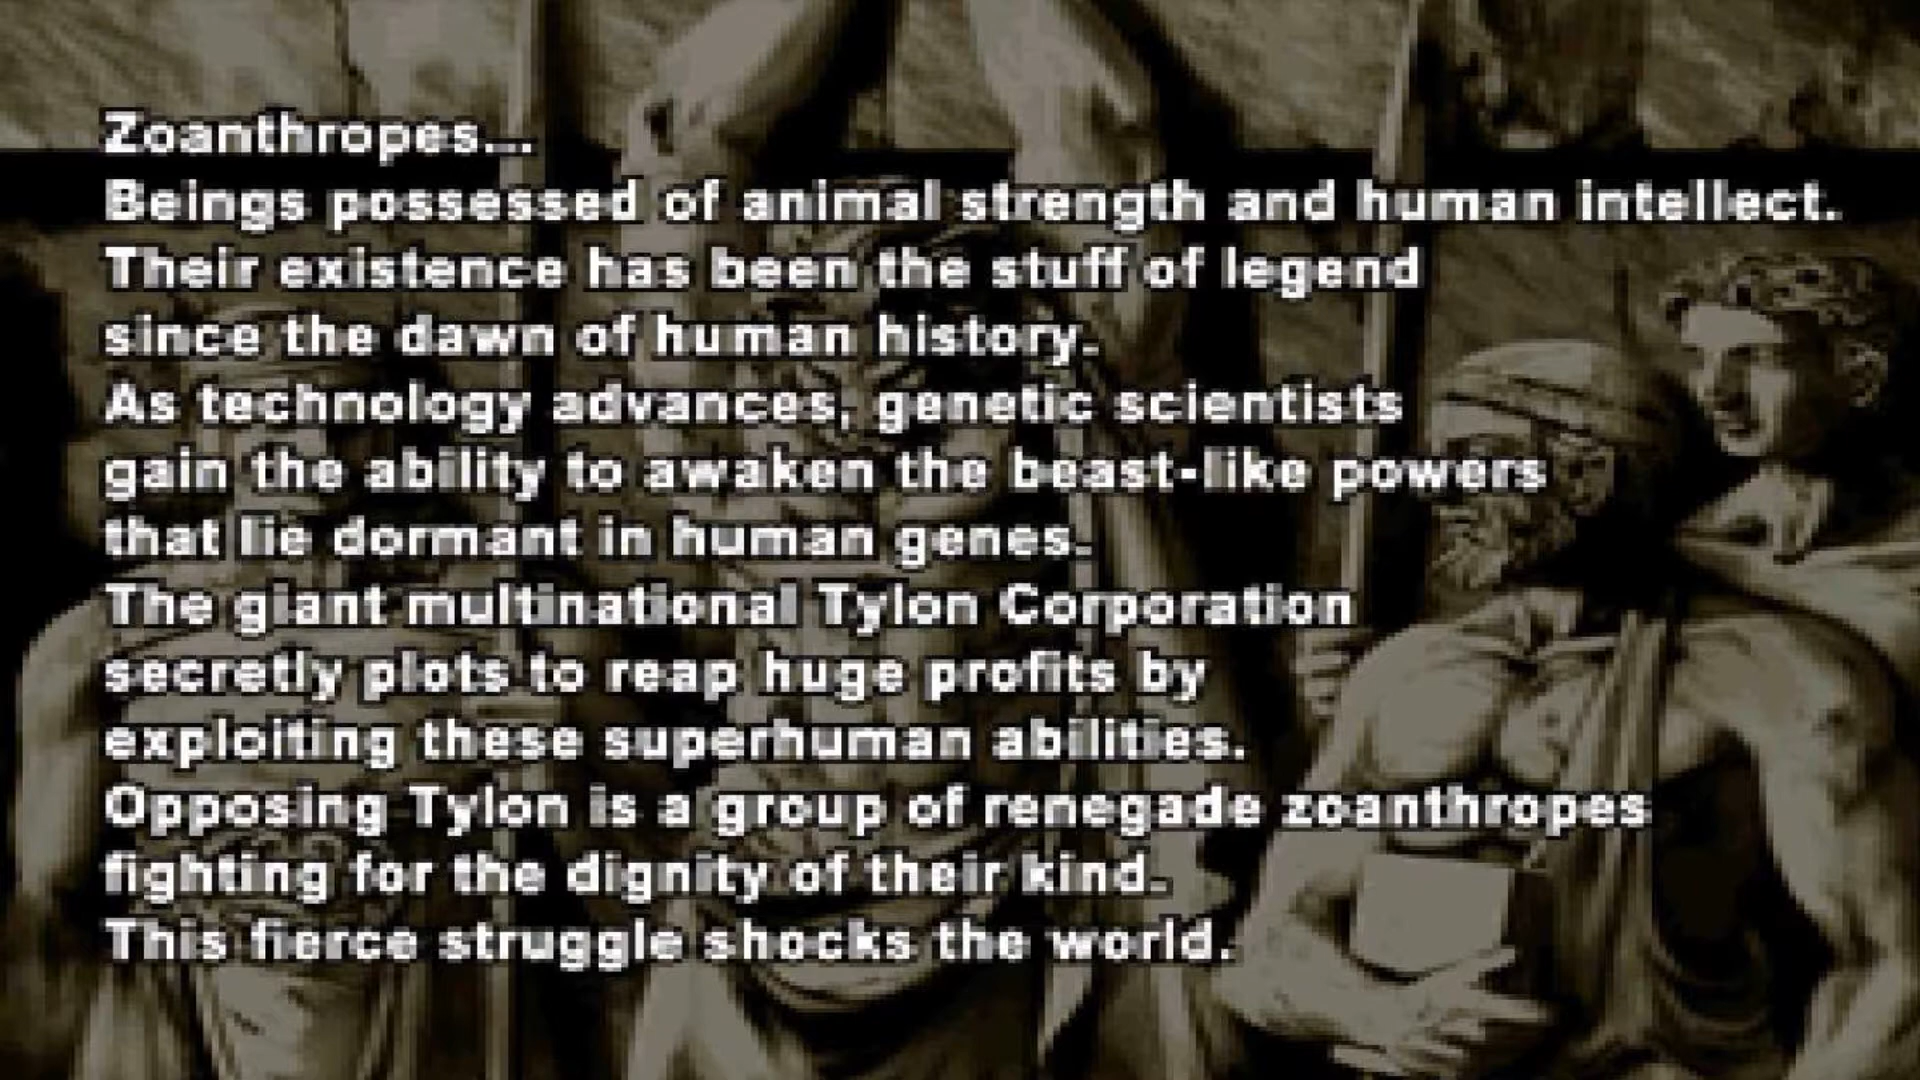 Zoanthropes...
Beings possessed of animal strength and human intellect.
Their existence has been the stuff of legend
since the dawn of human history.
As technology advances, genetic scientists
gain the ability to awaken the beast-like powers
that lie dormant in human genes.
The giant multinational Tylon Corporation
secretly plots to reap huge profits by
exploiting these superhuman abilities.
Opposing Tylon is a group of renegade zoanthropes
fighting for the dignity of their kind.
This fierce struggle shocks the world.